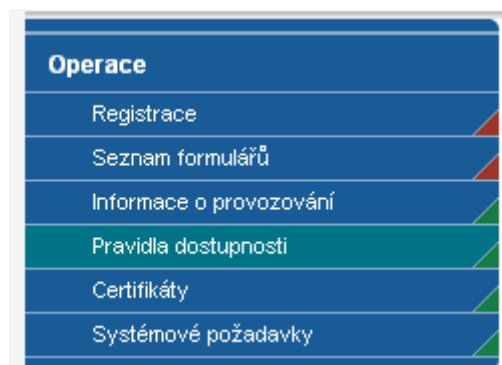 Operace
Registrace
Seznam formulářů
Informace o provozování
Pravidla dostupnosti
Certifikáty
Systémové požadavky